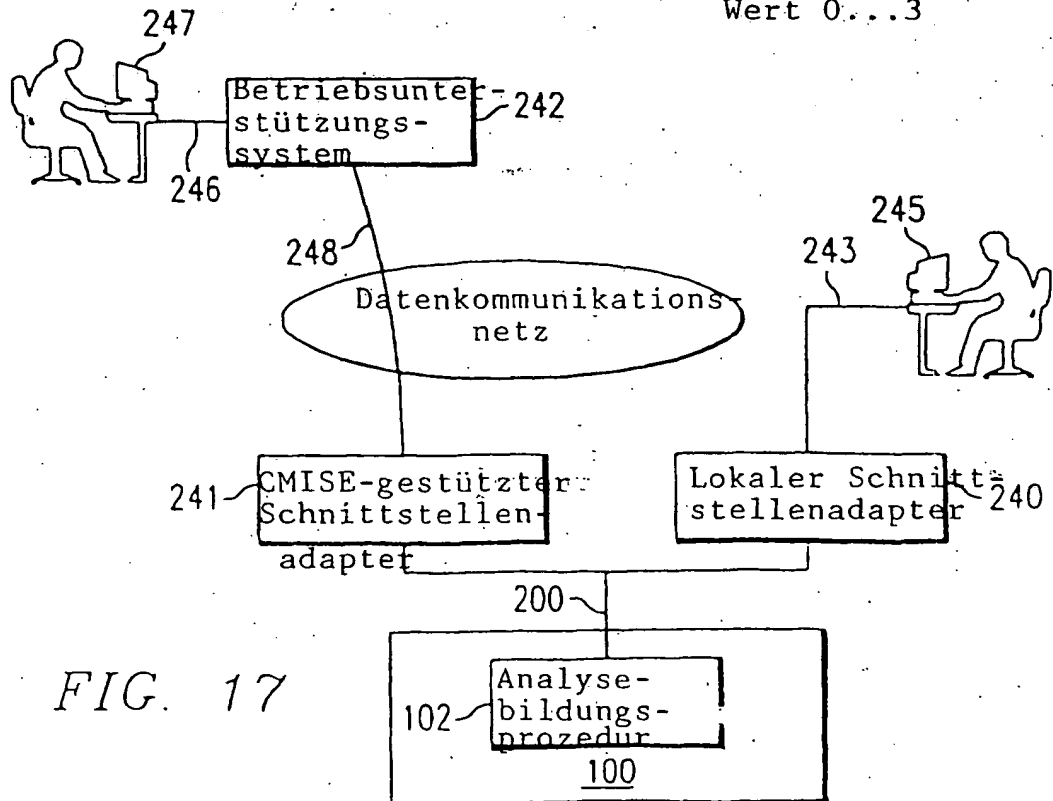 Wert 0...3
247
Betriebsunter-
stützungs-
system
242
246
245
248
243
Datenkommunikations-
netz
241
CMISE-gestützter
Schnittstellen-
adapter
Lokaler Schnitt-
stellenadapter
240
200
FIG. 17
102
Analyse-
bildungs-
prozedur
100